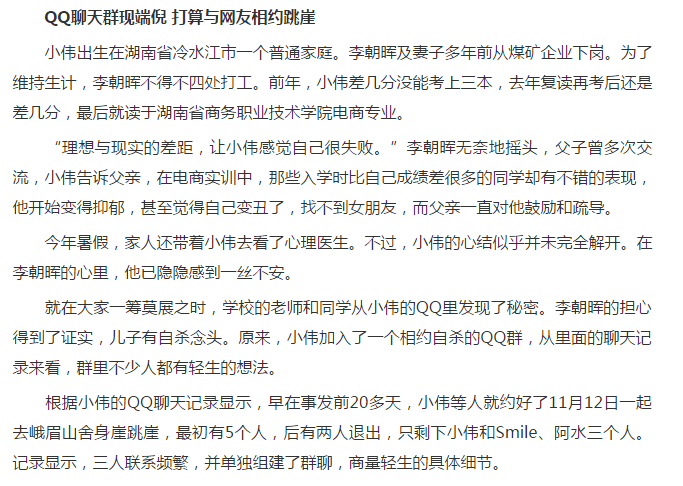 QQ聊天群现端倪 打算与网友相约跳崖
小伟出生在湖南省冷水江市一个普通家庭。李朝晖及妻子多年前从煤矿企业下岗。为了
维持生计，李朝晖不得不四处打工。前年，小伟差几分没能考上三本，去年复读再考后还是
差几分，最后就读于湖南省商务职业技术学院电商专业。
“理想与现实的差距，让小伟感觉自己很失败。”李朝晖无奈地摇头，父子曾多次交
流，小伟告诉父亲，在电商实训中，那些入学时比自己成绩差很多的同学却有不错的表现，
他开始变得抑郁，甚至觉得自己变丑了，找不到女朋友，而父亲一直对他鼓励和疏导。
今年暑假，家人还带着小伟去看了心理医生。不过，小伟的心结似乎并未完全解开。在
李朝晖的心里，他已隐隐感到一丝不安。
就在大家一筹莫展之时，学校的老师和同学从小伟的QQ里发现了秘密。李朝晖的担心
得到了证实，儿子有自杀念头。原来，小伟加入了一个相约自杀的QQ群，从里面的聊天记
录来看，群里不少人都有轻生的想法。
根据小伟的QQ聊天记录显示，早在事发前20多天，小伟等人就约好了11月12日一起
去峨眉山舍身崖跳崖，最初有5个人，后有两人退出，只剩下小伟和Smile、阿水三个人。
记录显示，三人联系频繁，并单独组建了群聊，商量轻生的具体细节。